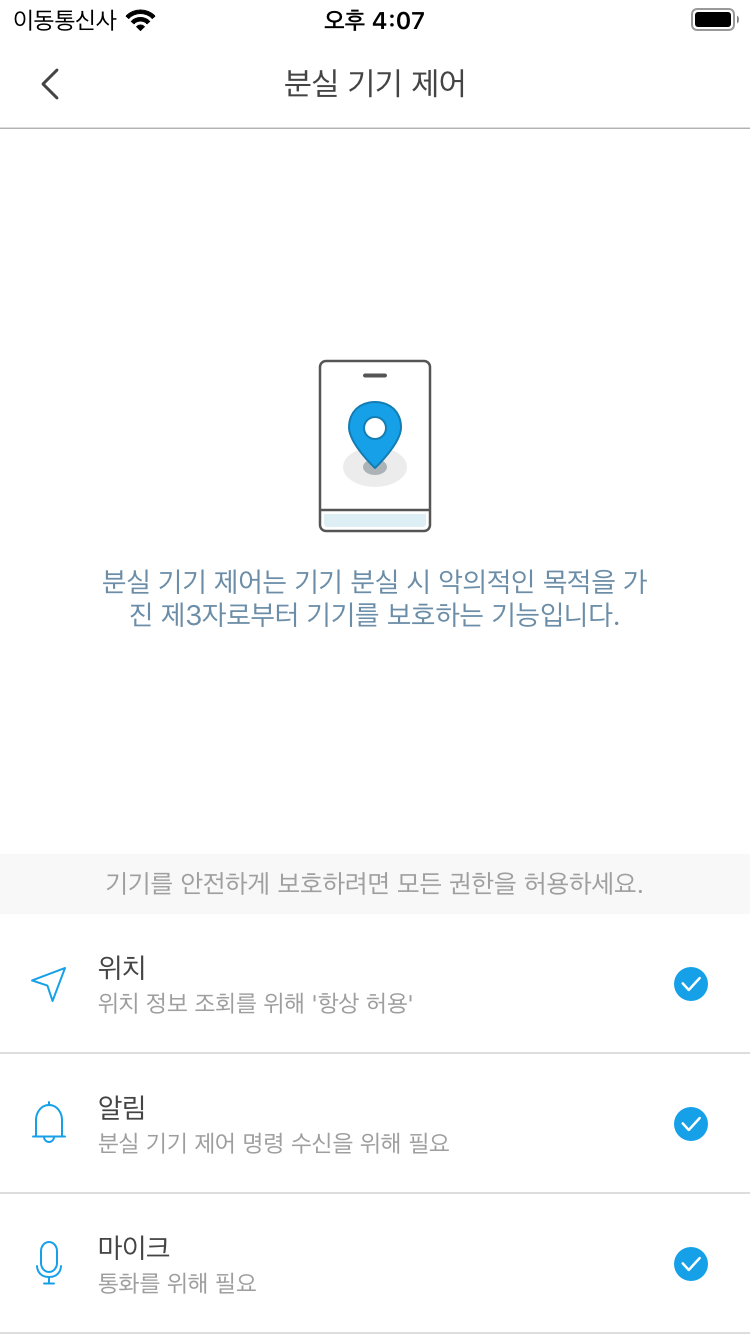 이동통신사
오후 4:07
분실 기기 제어
분실 기기 제어는 기기 분실 시 악의적인 목적을 가
진 제3자로부터 기기를 보호하는 기능입니다.
기기를 안전하게 보호하려면 모든 권한을 허용하세요.
위치
위치 정보 조회를 위해 '항상 허용'
알림
분실 기기 제어 명령 수신을 위해 필요
마이크
통화를 위해 필요